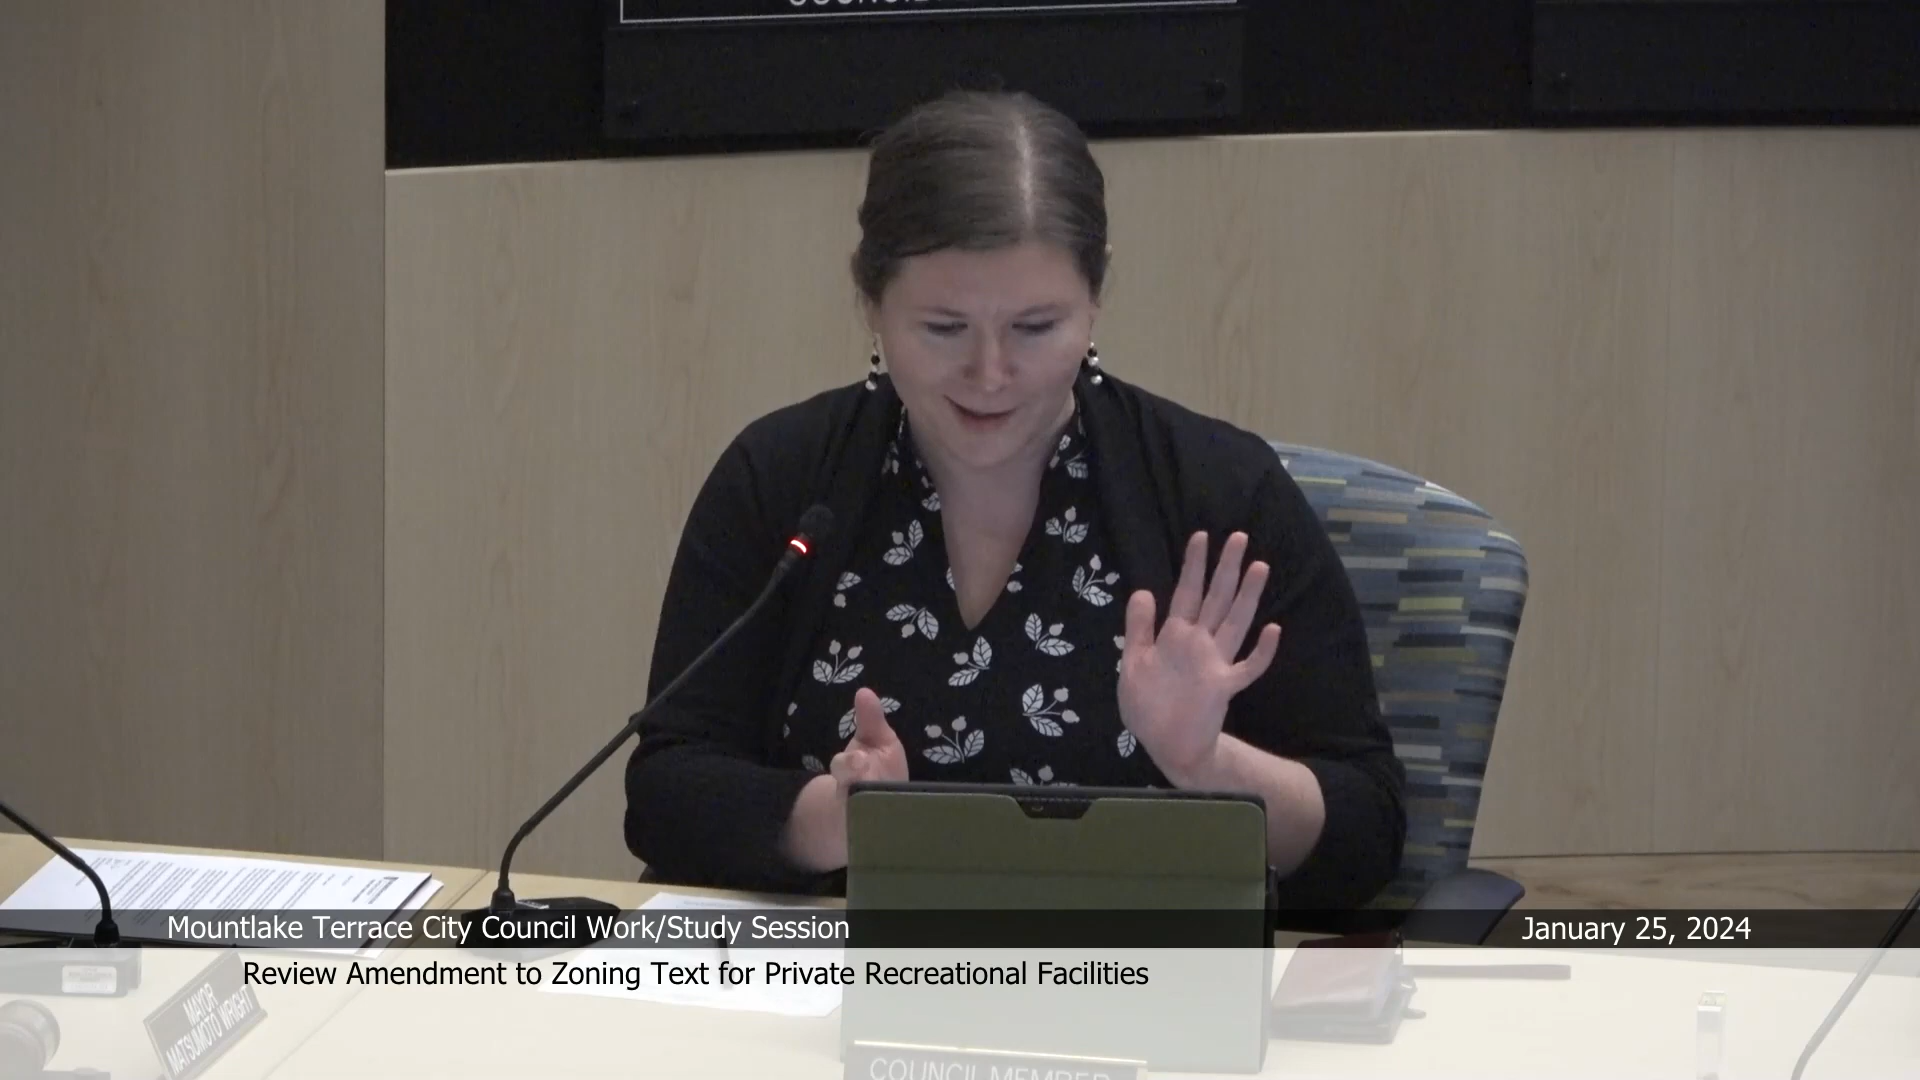 Mountlake Terrace City Council Work/Study Session
January 25, 2024
Review Amendment to Zoning Text for Private Recreational Facilities
MAYOR
MATSUMOTO WRIGHT
COUNCIL MEMBER